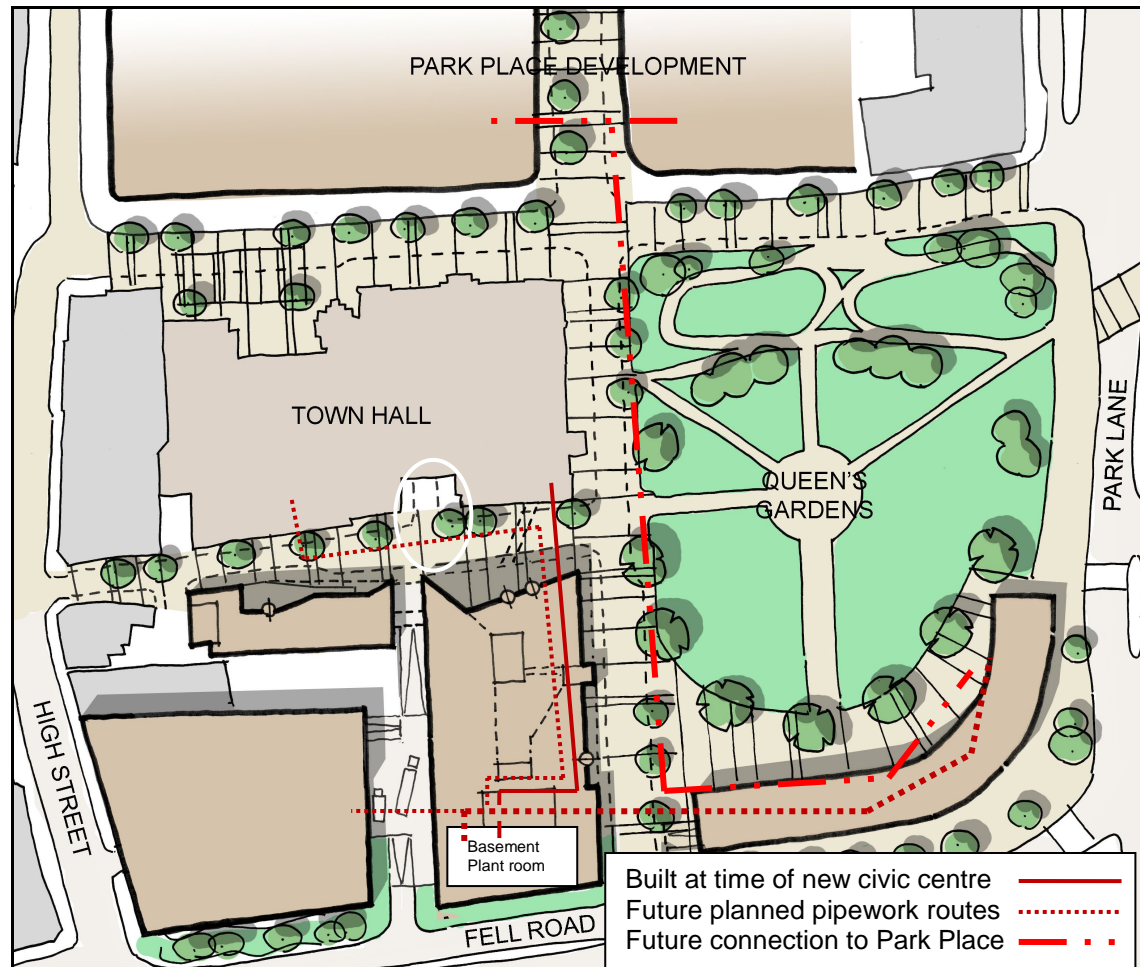 PARK PLACE DEVELOPMENT
TOWN HALL
QUEEN'S
GARDENS
PARK LANE
HIGH STREET
Basement
Plant room
FELL ROAD
Built at time of new civic centre
Future planned pipework routes
Future connection to Park Place